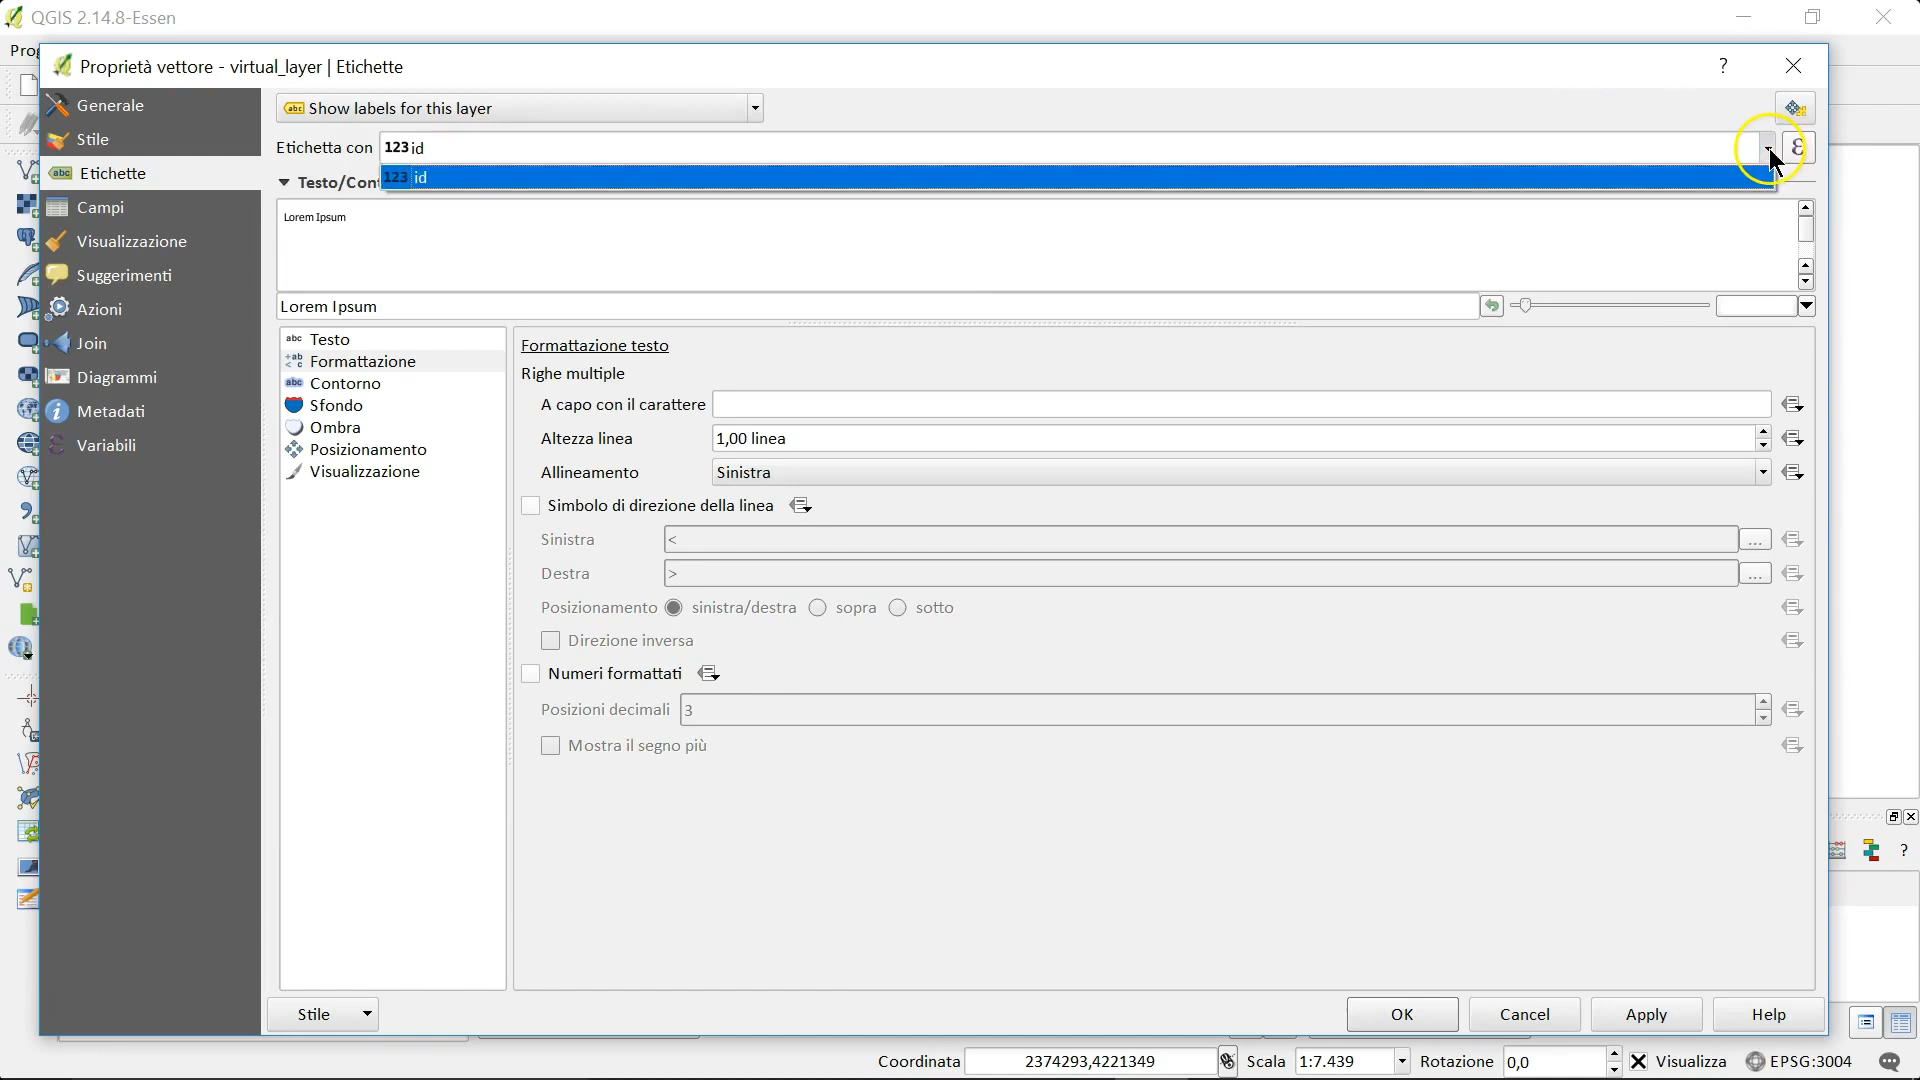 QGIS 2.14.8-Essen
Prog
Proprietà vettore - virtual_layer | Etichette
?
Generale
Stile
Etichette
Campi
Visualizzazione
Suggerimenti
Azioni
Join
Diagrammi
Metadati
Variabili
abc Show labels for this layer
Etichetta con 123 id
ε
123 id
Testo/Cont
Lorem Ipsum
Lorem Ipsum
abc Testo
+ab < c Formattazione
abc Contorno
Sfondo
Ombra
Posizionamento
Visualizzazione
Formattazione testo
Righe multiple
A capo con il carattere
Altezza linea 1,00 linea
Allineamento Sinistra
Simbolo di direzione della linea
Sinistra < ...
Destra > ...
Posizionamento sinistra/destra sopra sotto
Direzione inversa
Numeri formattati
Posizioni decimali 3
Mostra il segno più
Stile
OK Cancel Apply Help
?
Coordinata 2374293,4221349 Scala 1:7.439 Rotazione 0,0 Visualizza EPSG:3004